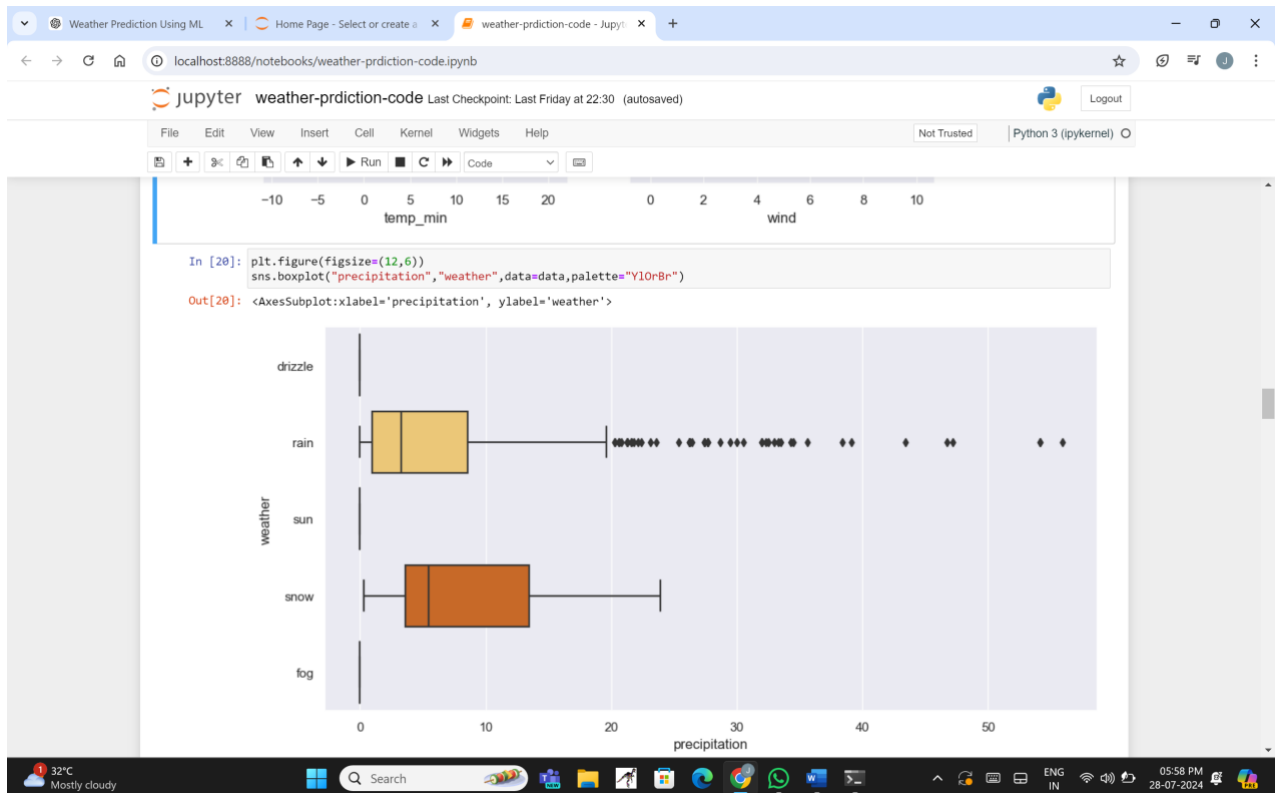 Weather Prediction Using ML
Home Page - Select or create a
weather-prdiction-code - Jupyt
localhost:8888/notebooks/weather-prdiction-code.ipynb
J
jupyter weather-prdiction-code Last Checkpoint: Last Friday at 22:30 (autosaved)
Logout
File Edit View Insert Cell Kernel Widgets Help
Not Trusted
Python 3 (ipykernel)
Run
Code
−10 −5 0 5 10 15 20
0 2 4 6 8 10
temp_min
wind
In [20]: plt.figure(figsize=(12,6))
sns.boxplot("precipitation","weather",data=data,palette="YlOrBr")
Out[20]: <AxesSubplot:xlabel='precipitation', ylabel='weather'>
drizzle
rain
sun
snow
fog
weather
0 10 20 30 40 50
precipitation
1
32°C
Mostly cloudy
Search
NEW
J
ENG
IN
05:58 PM
28-07-2024
PRE